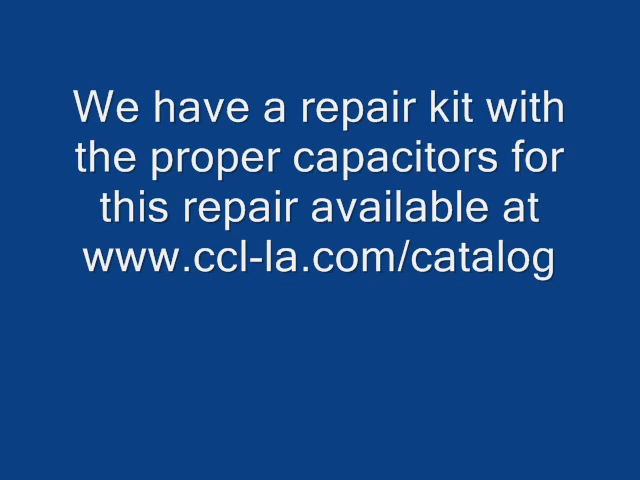 We have a repair kit with
the proper capacitors for
this repair available at
www.ccl-la.com/catalog